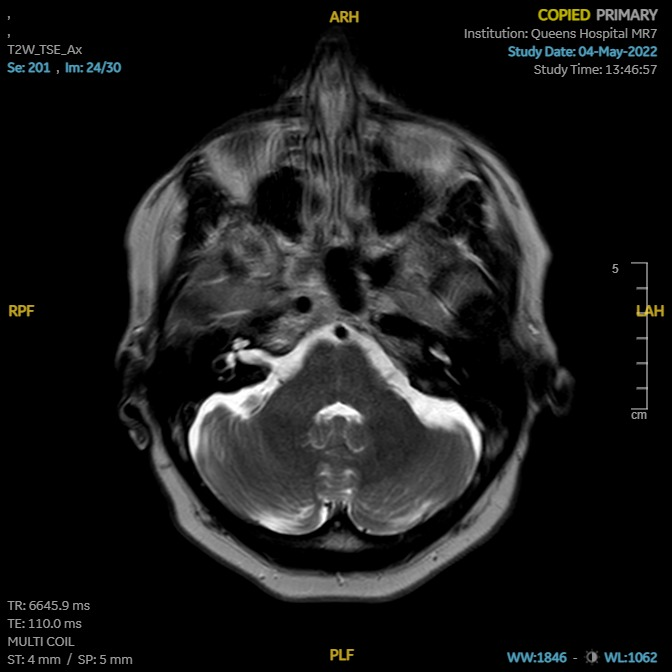 ARH
,
,
T2W_TSE_Ax
Se: 201 , Im: 24/30
COPIED PRIMARY
Institution: Queens Hospital MR7
Study Date: 04-May-2022
Study Time: 13:46:57
5
RPF
LAH
cm
TR: 6645.9 ms
TE: 110.0 ms
MULTI COIL
ST: 4 mm / SP: 5 mm
PLF
WW:1846 - WL:1062